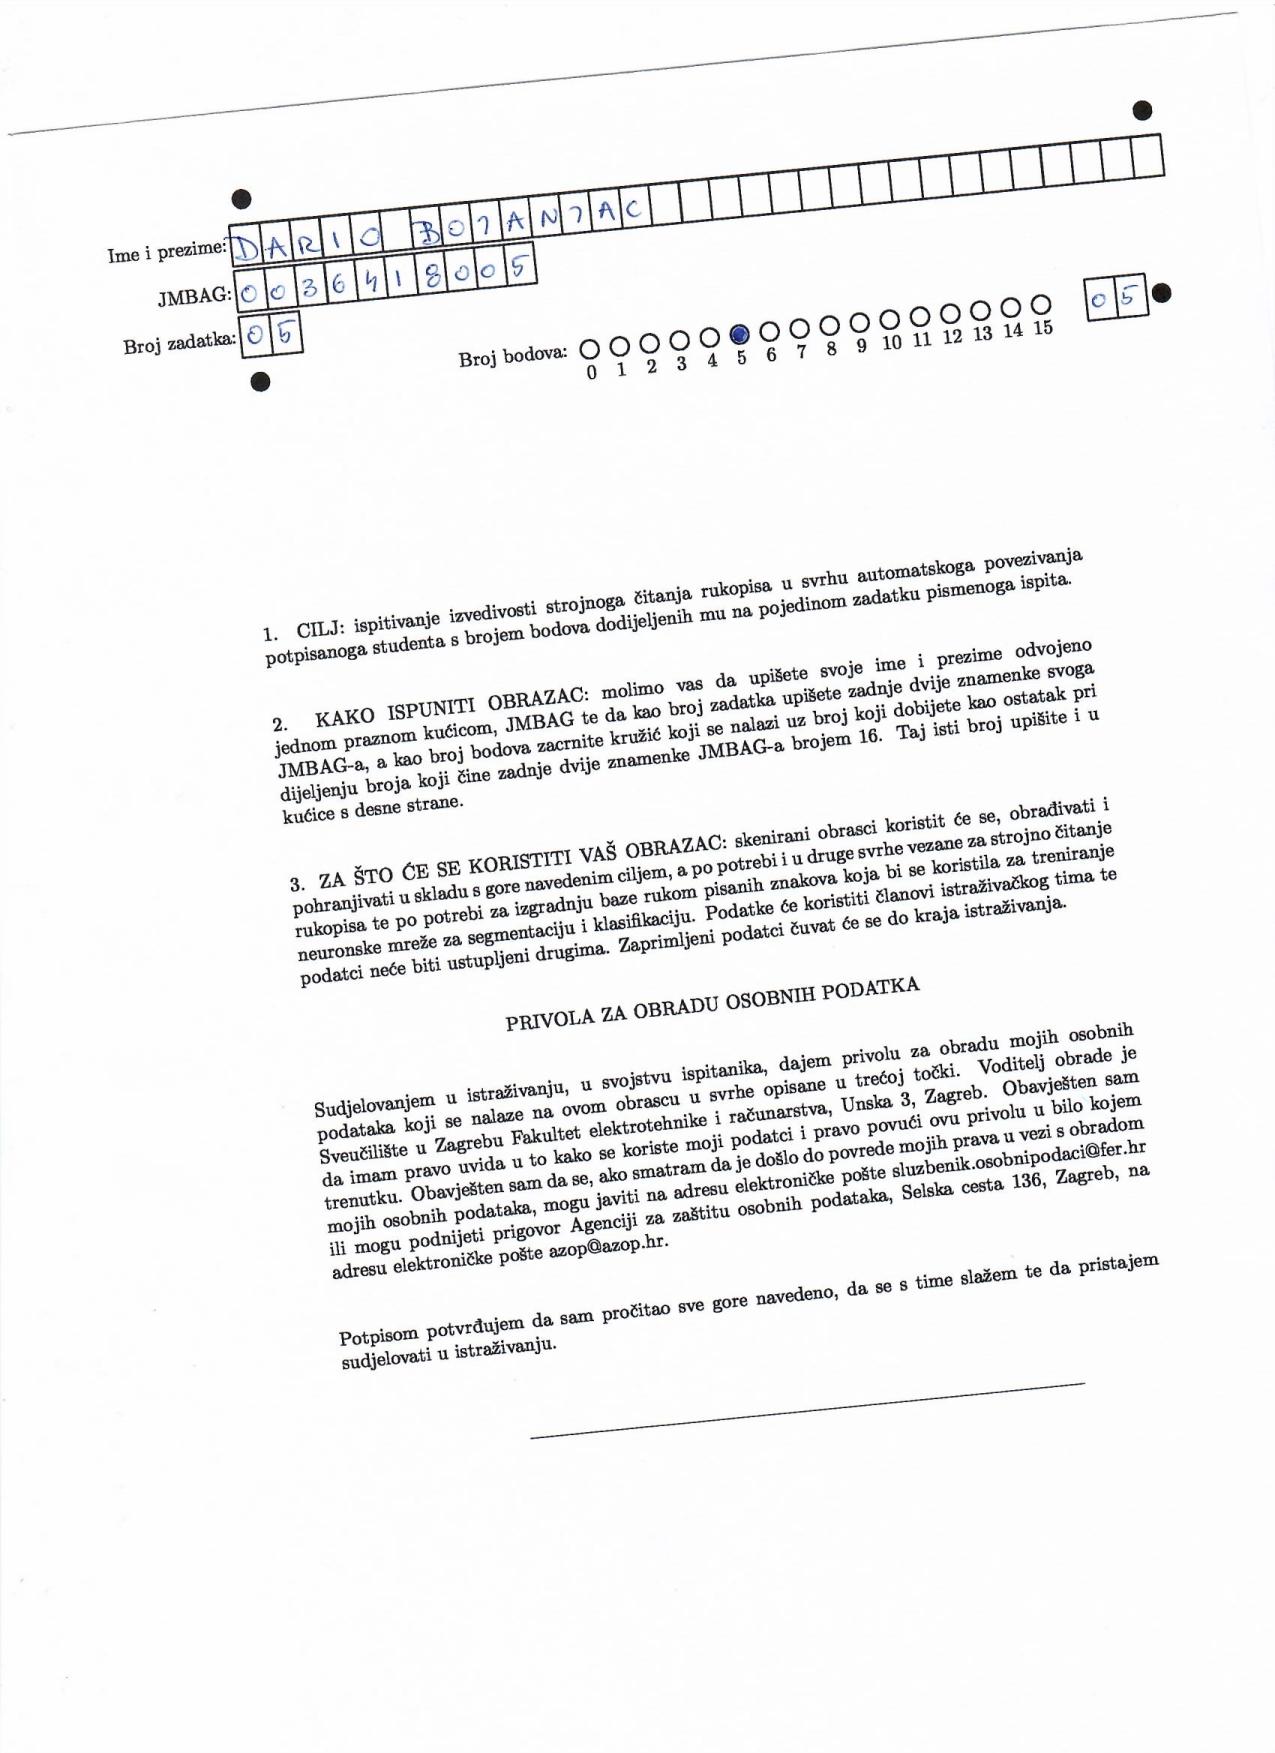 Ime i prezime: DARIO BOJANJAC
JMBAG: 0036418005
Broj zadatka: 05
Broj bodova: 0 1 2 3 4 5 6 7 8 9 10 11 12 13 14 15 05
1. CILJ: ispitivanje izvedivosti strojnoga čitanja rukopisa u svrhu automatskoga povezivanja
potpisanoga studenta s brojem bodova dodijeljenih mu na pojedinom zadatku pismenoga ispita.
2. KAKO ISPUNITI OBRAZAC: molimo vas da upišete svoje ime i prezime odvojeno
jednom praznom kućicom, JMBAG te da kao broj zadatka upišete zadnje dvije znamenke svoga
JMBAG-a, a kao broj bodova zacrnite kružić koji se nalazi uz broj koji dobijete kao ostatak pri
dijeljenju broja koji čine zadnje dvije znamenke JMBAG-a brojem 16. Taj isti broj upišite i u
kućice s desne strane.
3. ZA ŠTO ĆE SE KORISTITI VAŠ OBRAZAC: skenirani obrasci koristit će se, obrađivati i
pohranjivati u skladu s gore navedenim ciljem, a po potrebi i u druge svrhe vezane za strojno čitanje
rukopisa te po potrebi za izgradnju baze rukom pisanih znakova koja bi se koristila za treniranje
neuronske mreže za segmentaciju i klasifikaciju. Podatke će koristiti članovi istraživačkog tima te
podatci neće biti ustupljeni drugima. Zaprimljeni podatci čuvat će se do kraja istraživanja.
PRIVOLA ZA OBRADU OSOBNIH PODATKA
Sudjelovanjem u istraživanju, u svojstvu ispitanika, dajem privolu za obradu mojih osobnih
podataka koji se nalaze na ovom obrascu u svrhe opisane u trećoj točki. Voditelj obrade je
Sveučilište u Zagrebu Fakultet elektrotehnike i računarstva, Unska 3, Zagreb. Obavješten sam
da imam pravo uvida u to kako se koriste moji podatci i pravo povući ovu privolu u bilo kojem
trenutku. Obavješten sam da se, ako smatram da je došlo do povrede mojih prava u vezi s obradom
mojih osobnih podataka, mogu javiti na adresu elektroničke pošte sluzbenik.osobnipodaci@fer.hr
ili mogu podnijeti prigovor Agenciji za zaštitu osobnih podataka, Selska cesta 136, Zagreb, na
adresu elektroničke pošte azop@azop.hr.
Potpisom potvrđujem da sam pročitao sve gore navedeno, da se s time slažem te da pristajem
sudjelovati u istraživanju.